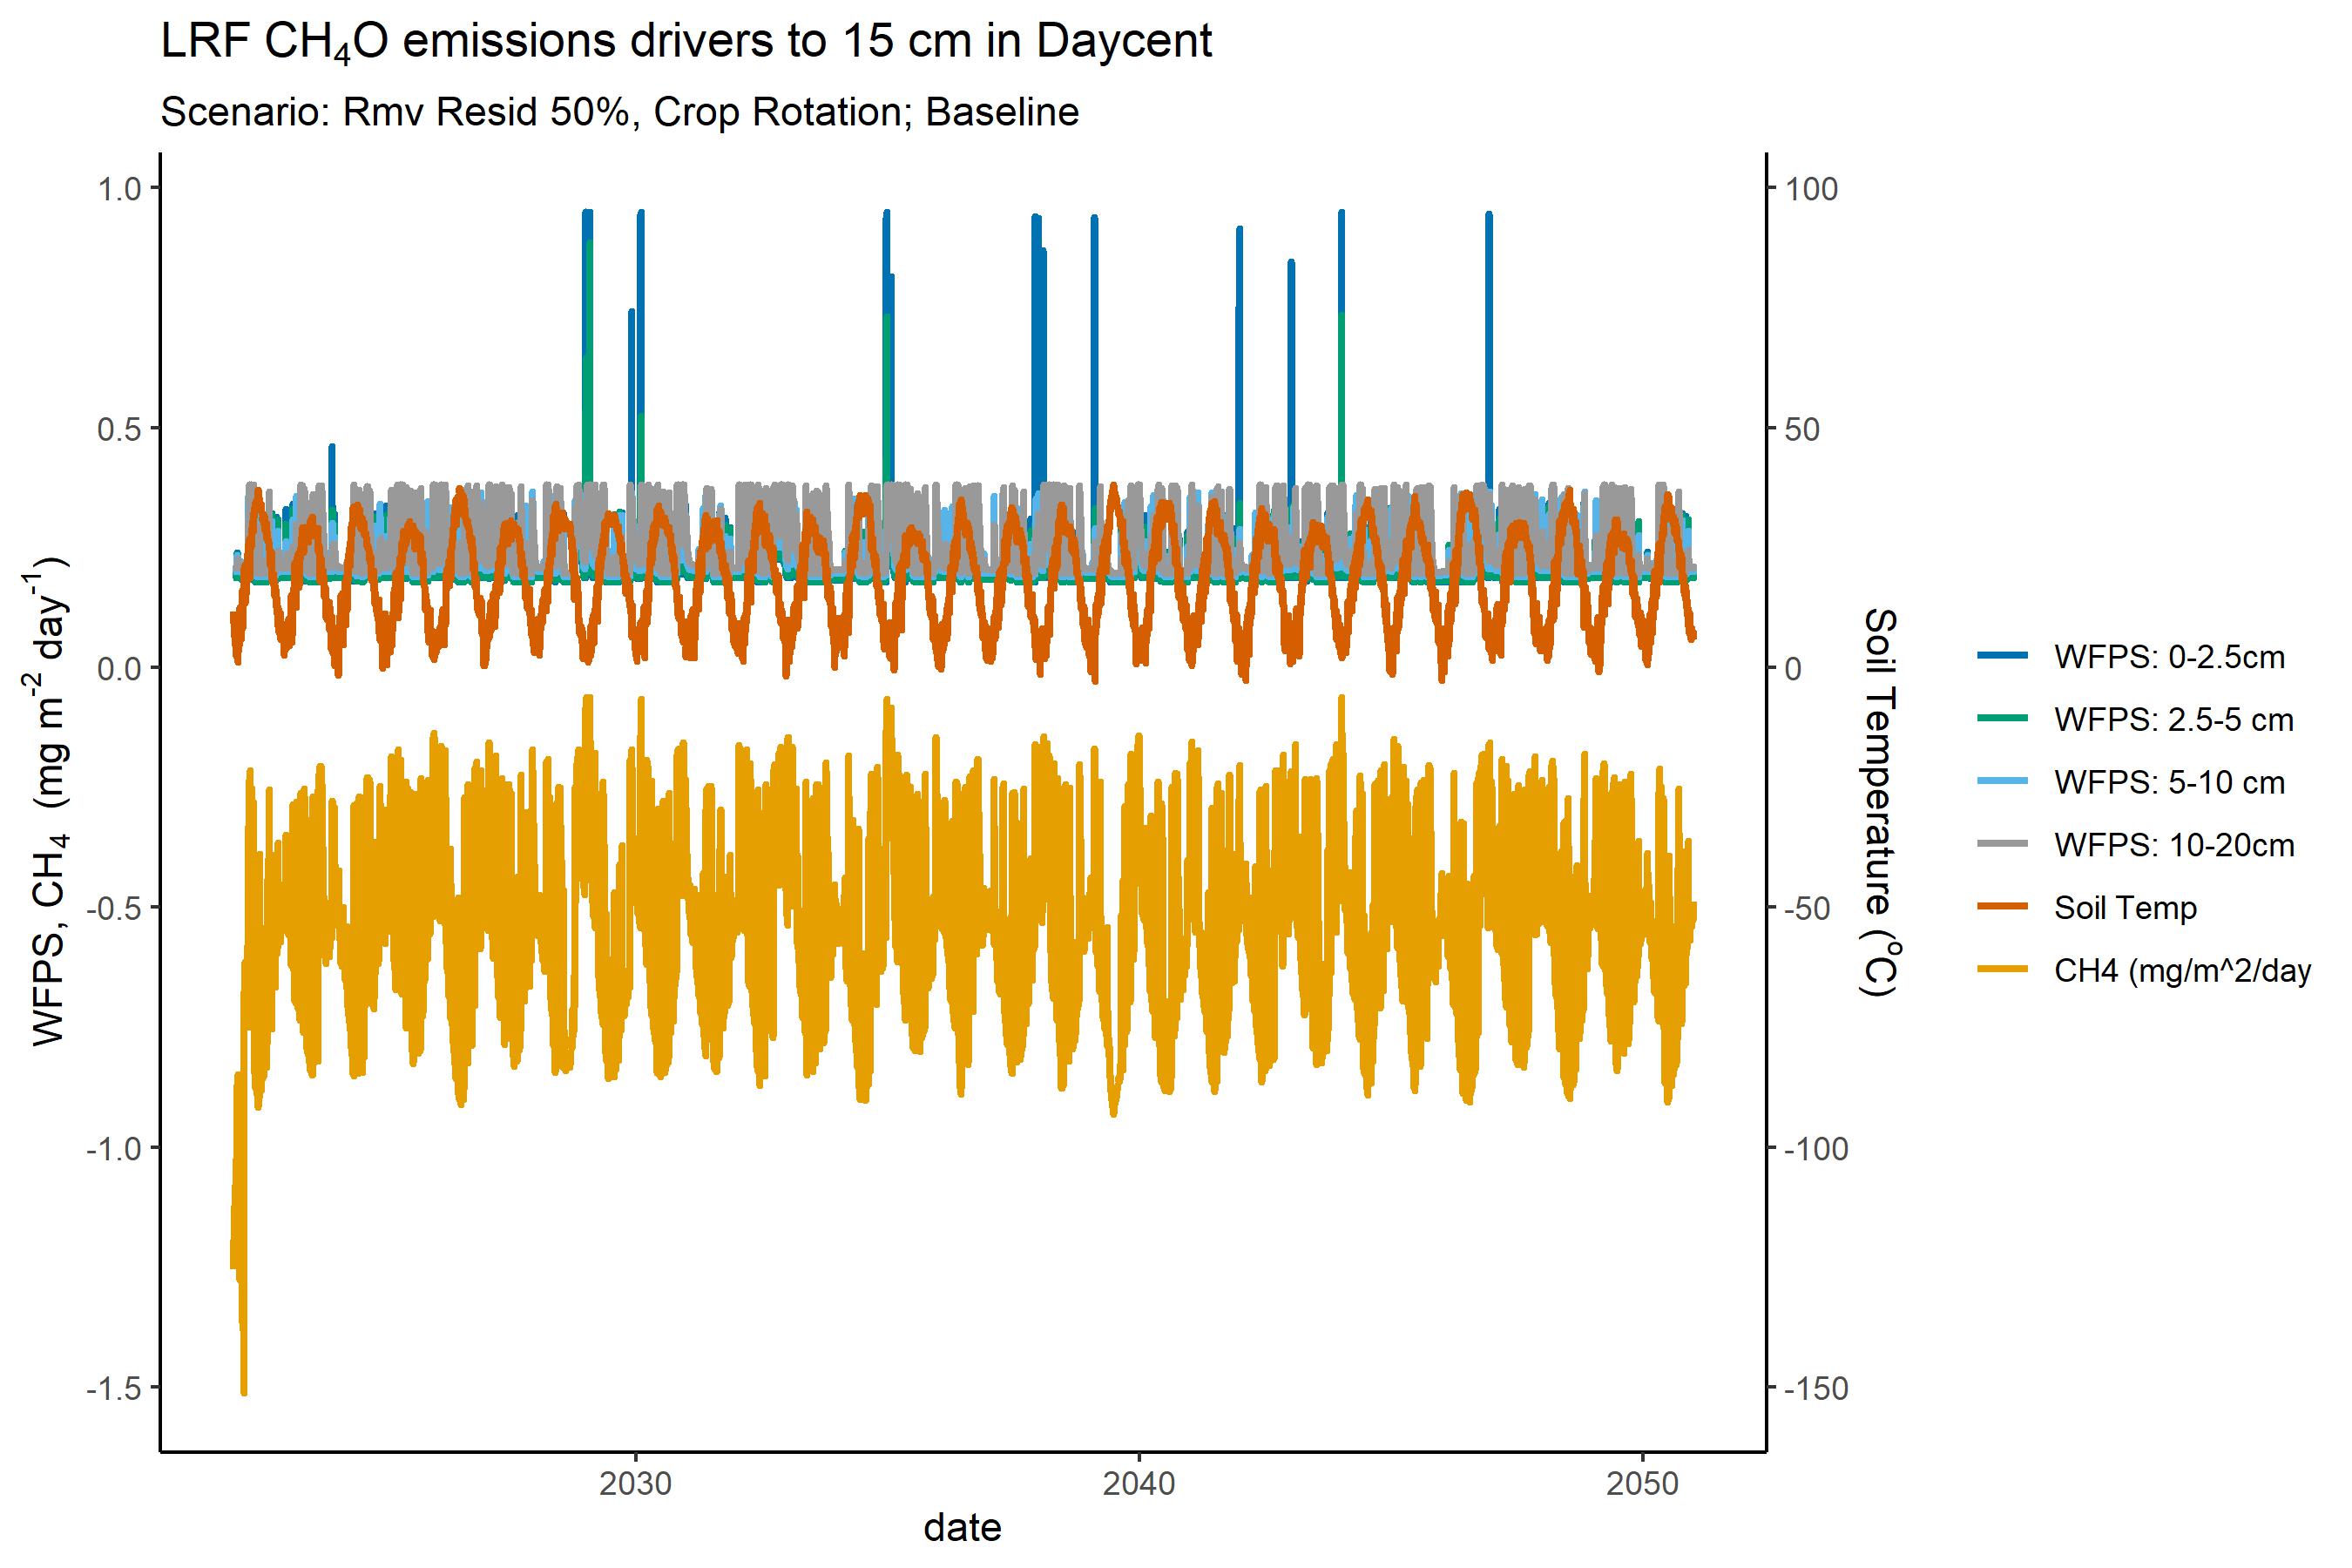 LRF CH₄O emissions drivers to 15 cm in Daycent
Scenario: Rmv Resid 50%, Crop Rotation; Baseline
WFPS, CH₄ (mg m⁻² day⁻¹)
1.0
0.5
0.0
-0.5
-1.0
-1.5
2030
2040
2050
date
100
50
0
-50
-100
-150
Soil Temperature (ºC)
WFPS: 0-2.5cm
WFPS: 2.5-5 cm
WFPS: 5-10 cm
WFPS: 10-20cm
Soil Temp
CH4 (mg/m^2/day